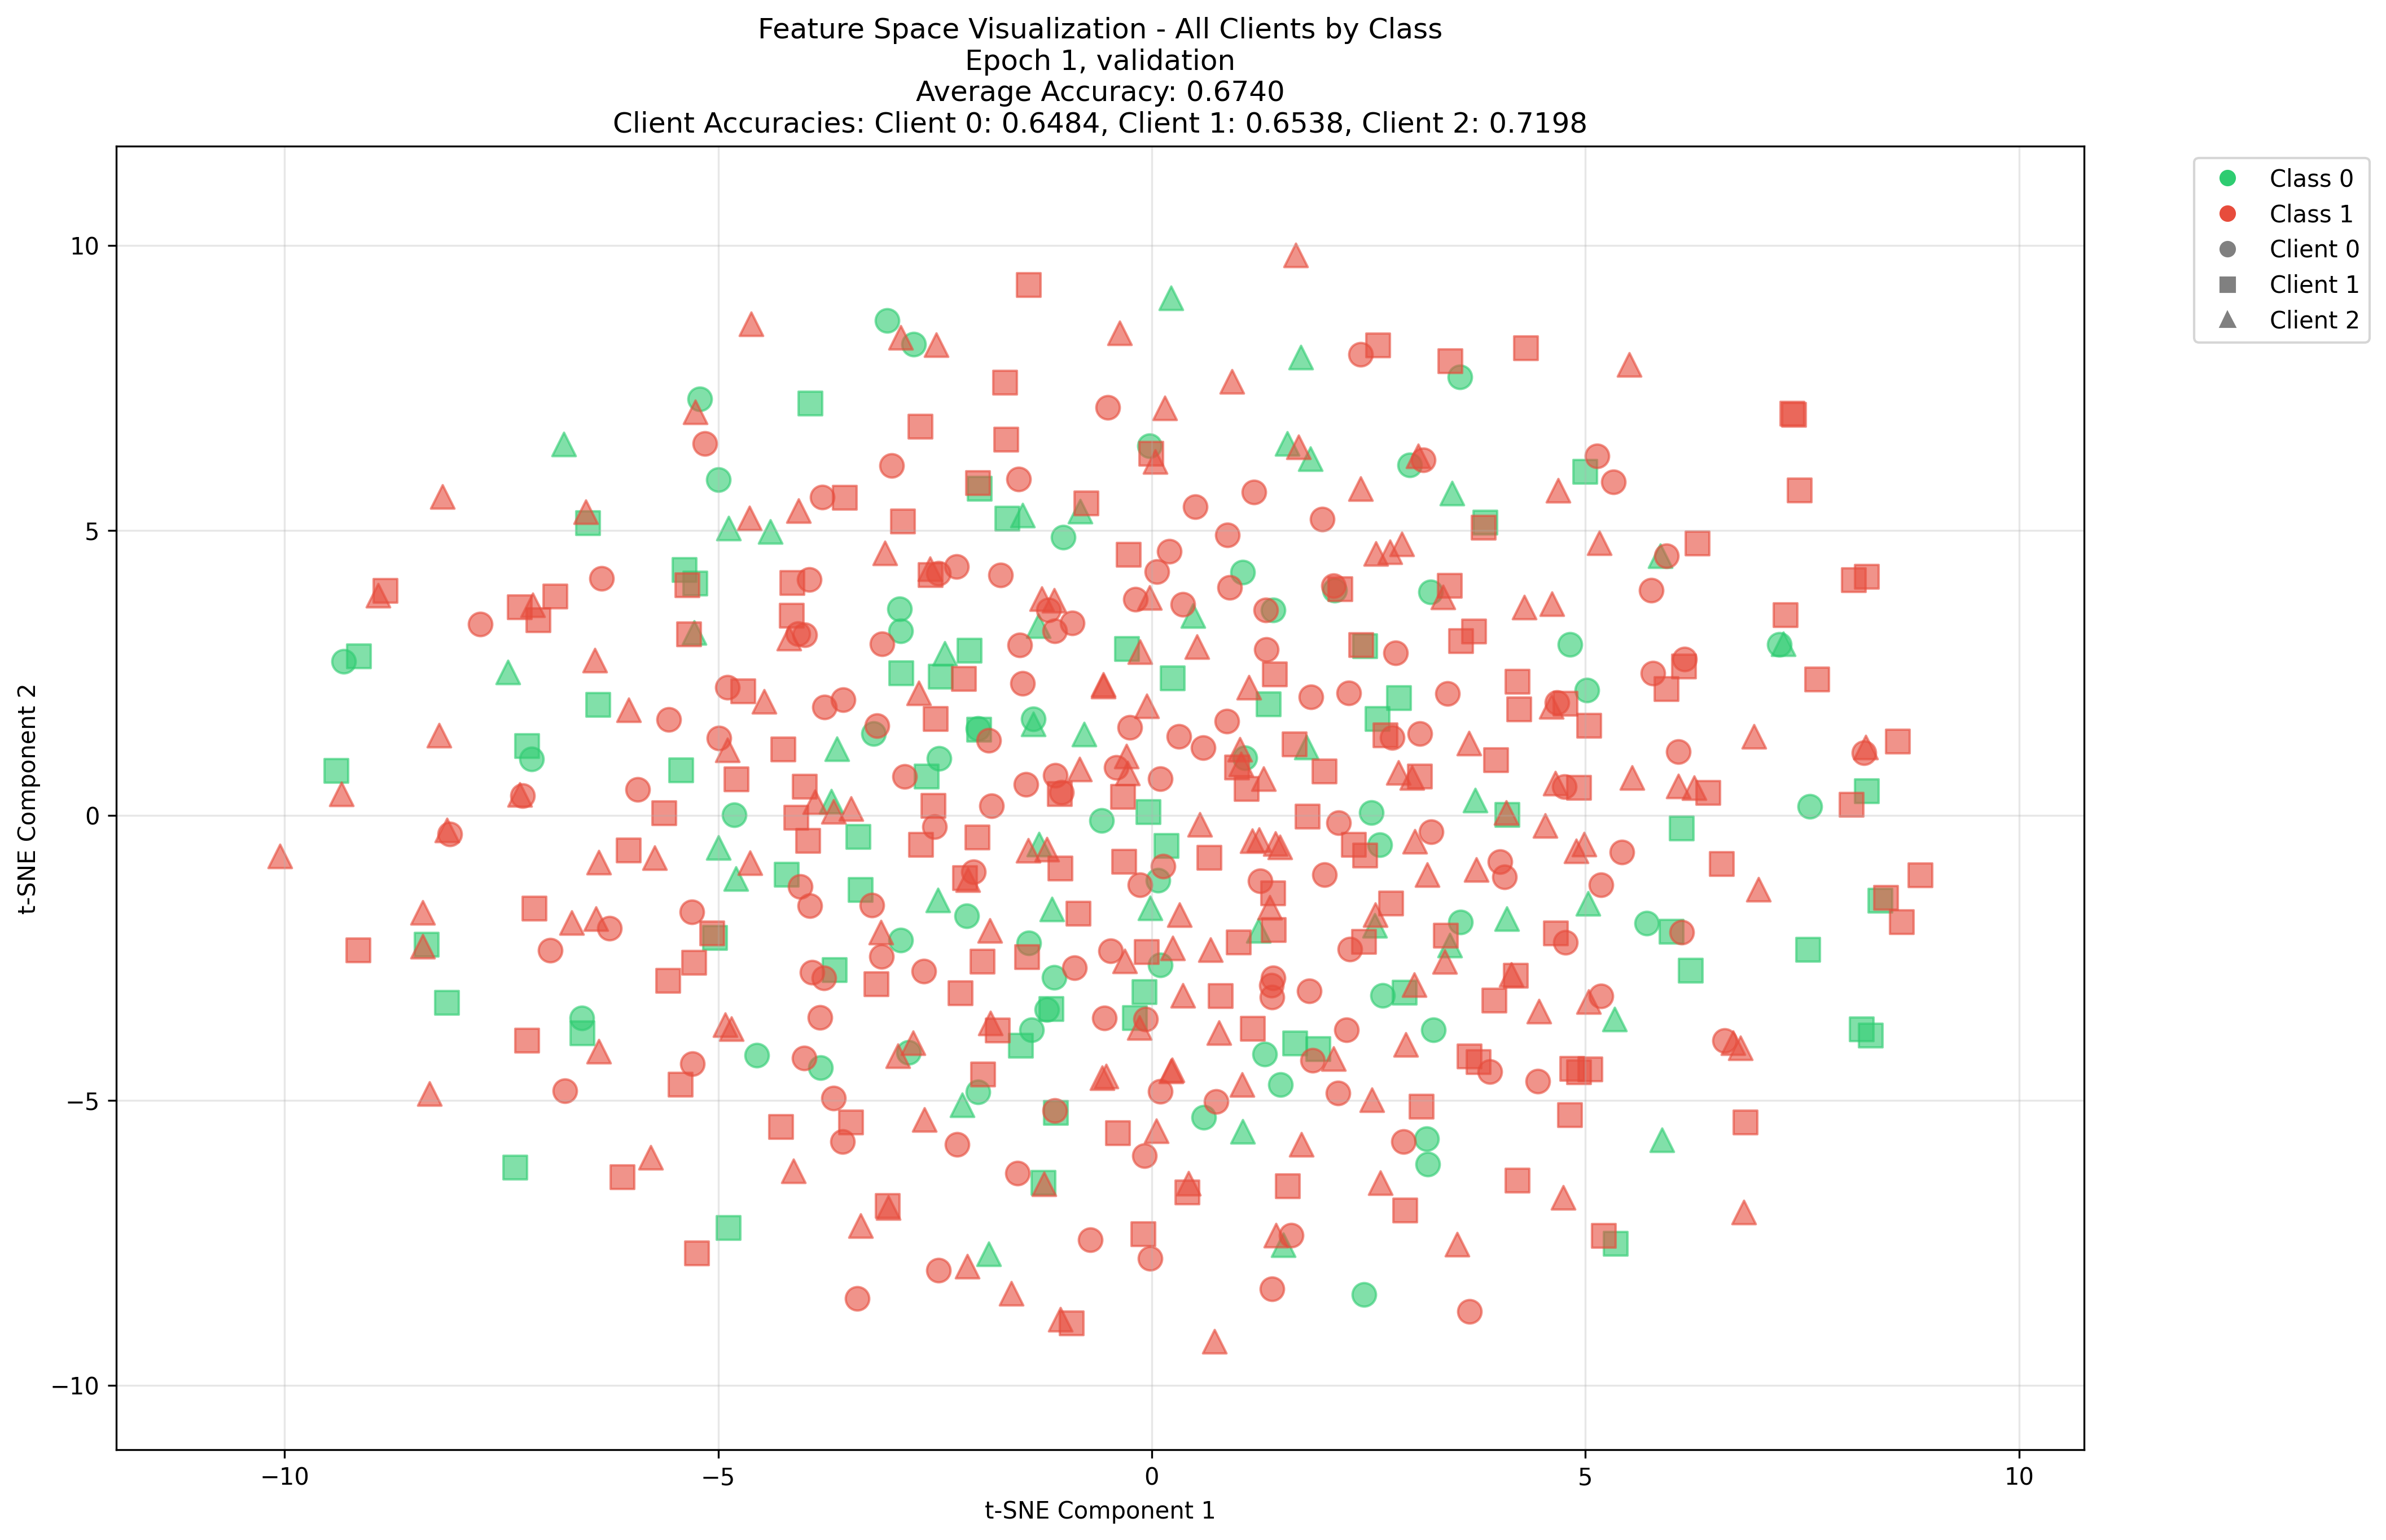 Feature Space Visualization - All Clients by Class
Epoch 1, validation
Average Accuracy: 0.6740
Client Accuracies: Client 0: 0.6484, Client 1: 0.6538, Client 2: 0.7198
Class 0
Class 1
Client 0
Client 1
Client 2
t-SNE Component 2
10
5
0
−5
−10
−10
−5
0
5
10
t-SNE Component 1